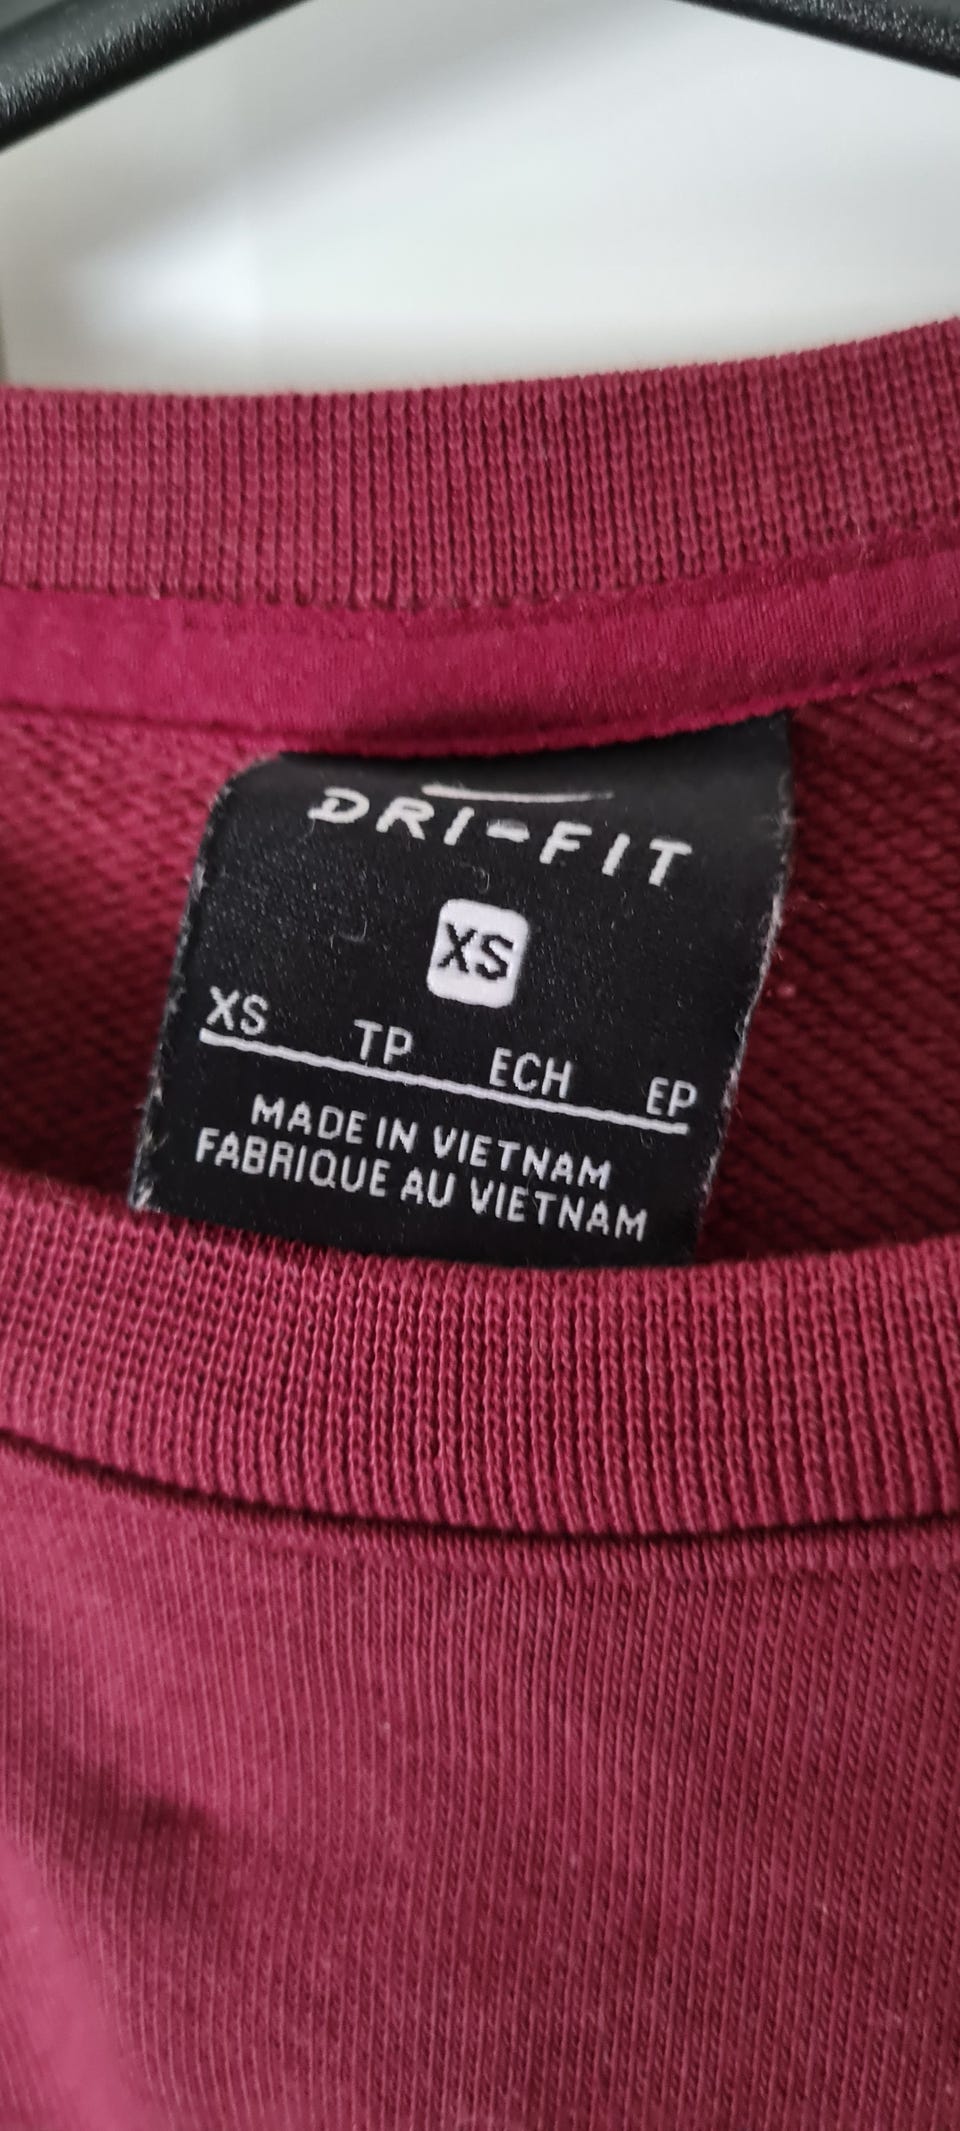 DRI-FIT
XS
XS TP ECH EP
MADE IN VIETNAM
FABRIQUE AU VIETNAM